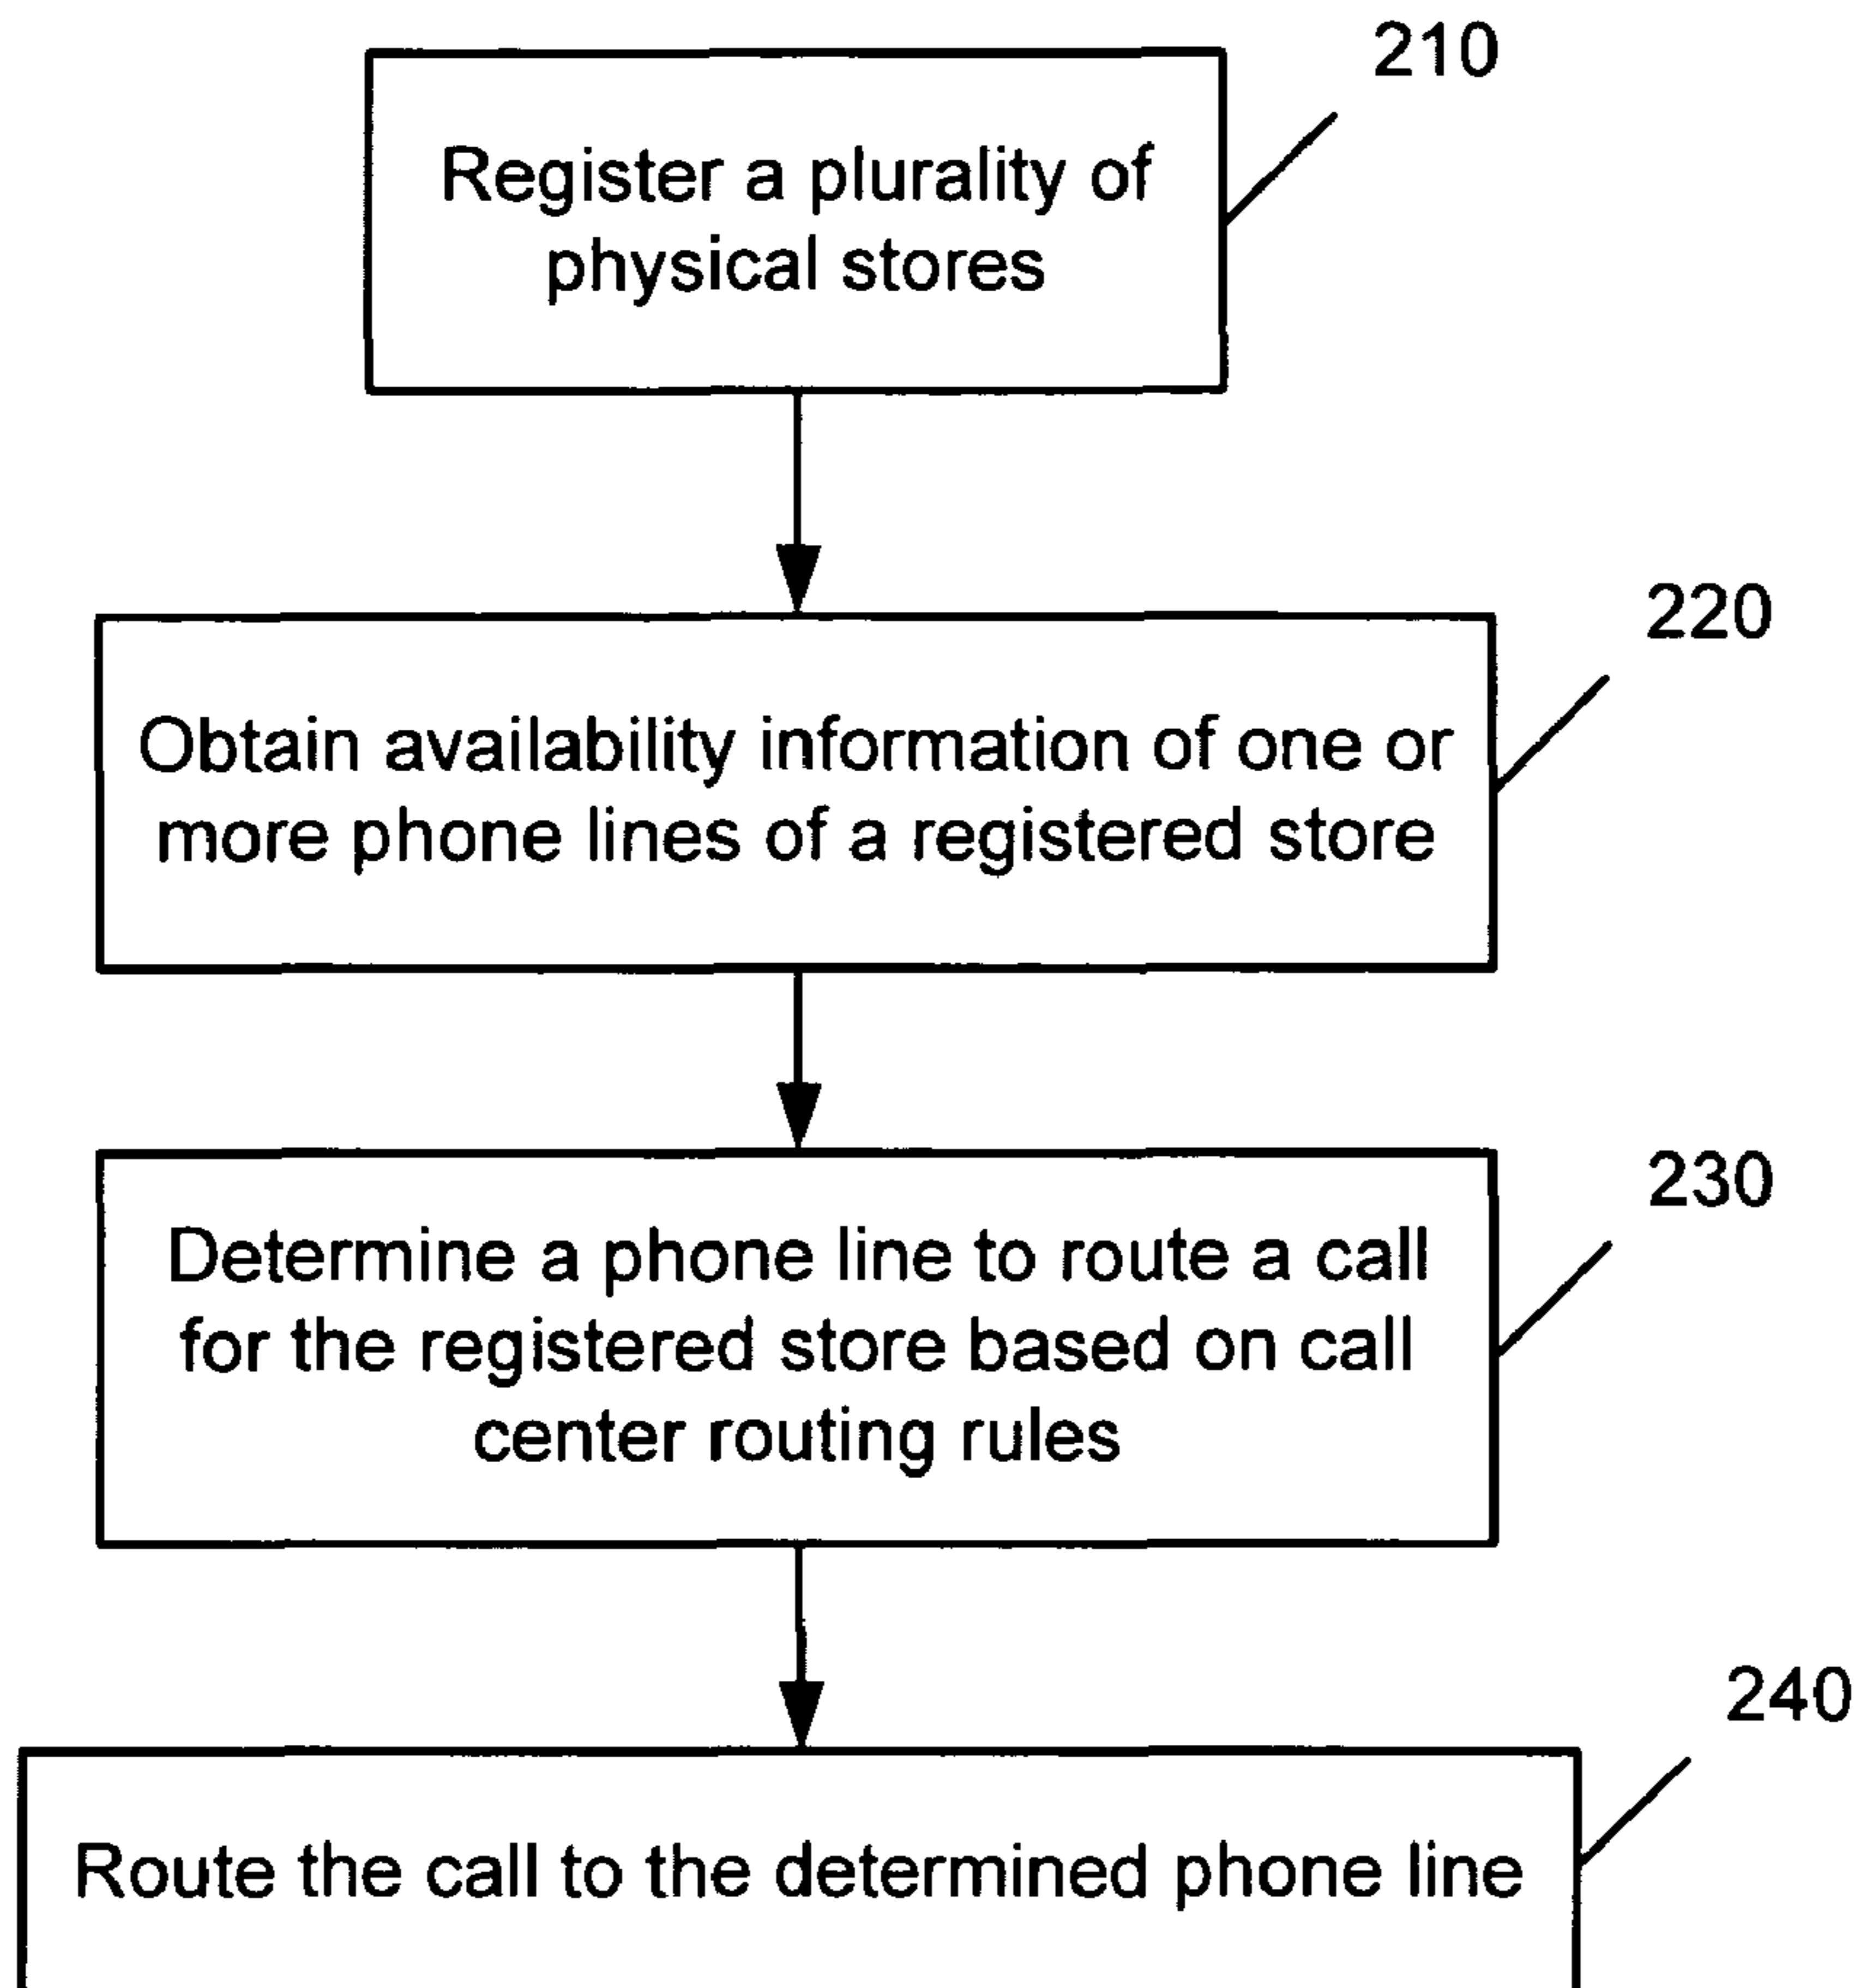 210
Register a plurality of
physical stores
220
Obtain availability information of one or
more phone lines of a registered store
230
Determine a phone line to route a call
for the registered store based on call
center routing rules
240
Route the call to the determined phone line